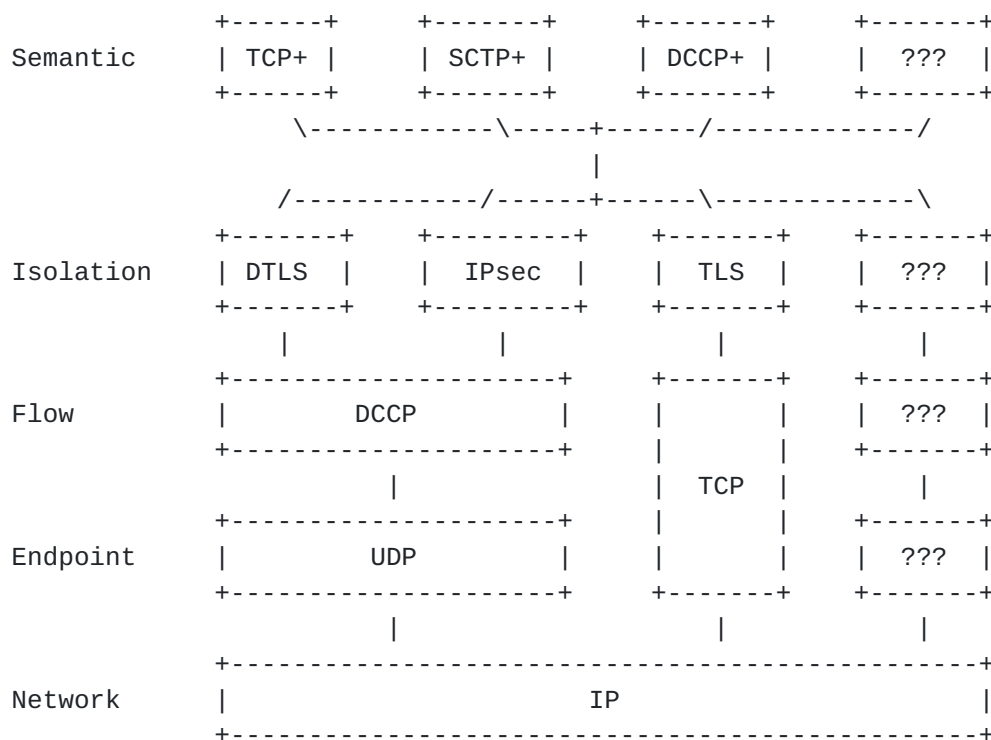 Semantic TCP+ SCTP+ DCCP+ ???
Isolation DTLS IPsec TLS ???
Flow DCCP ???
TCP
Endpoint UDP ???
Network IP